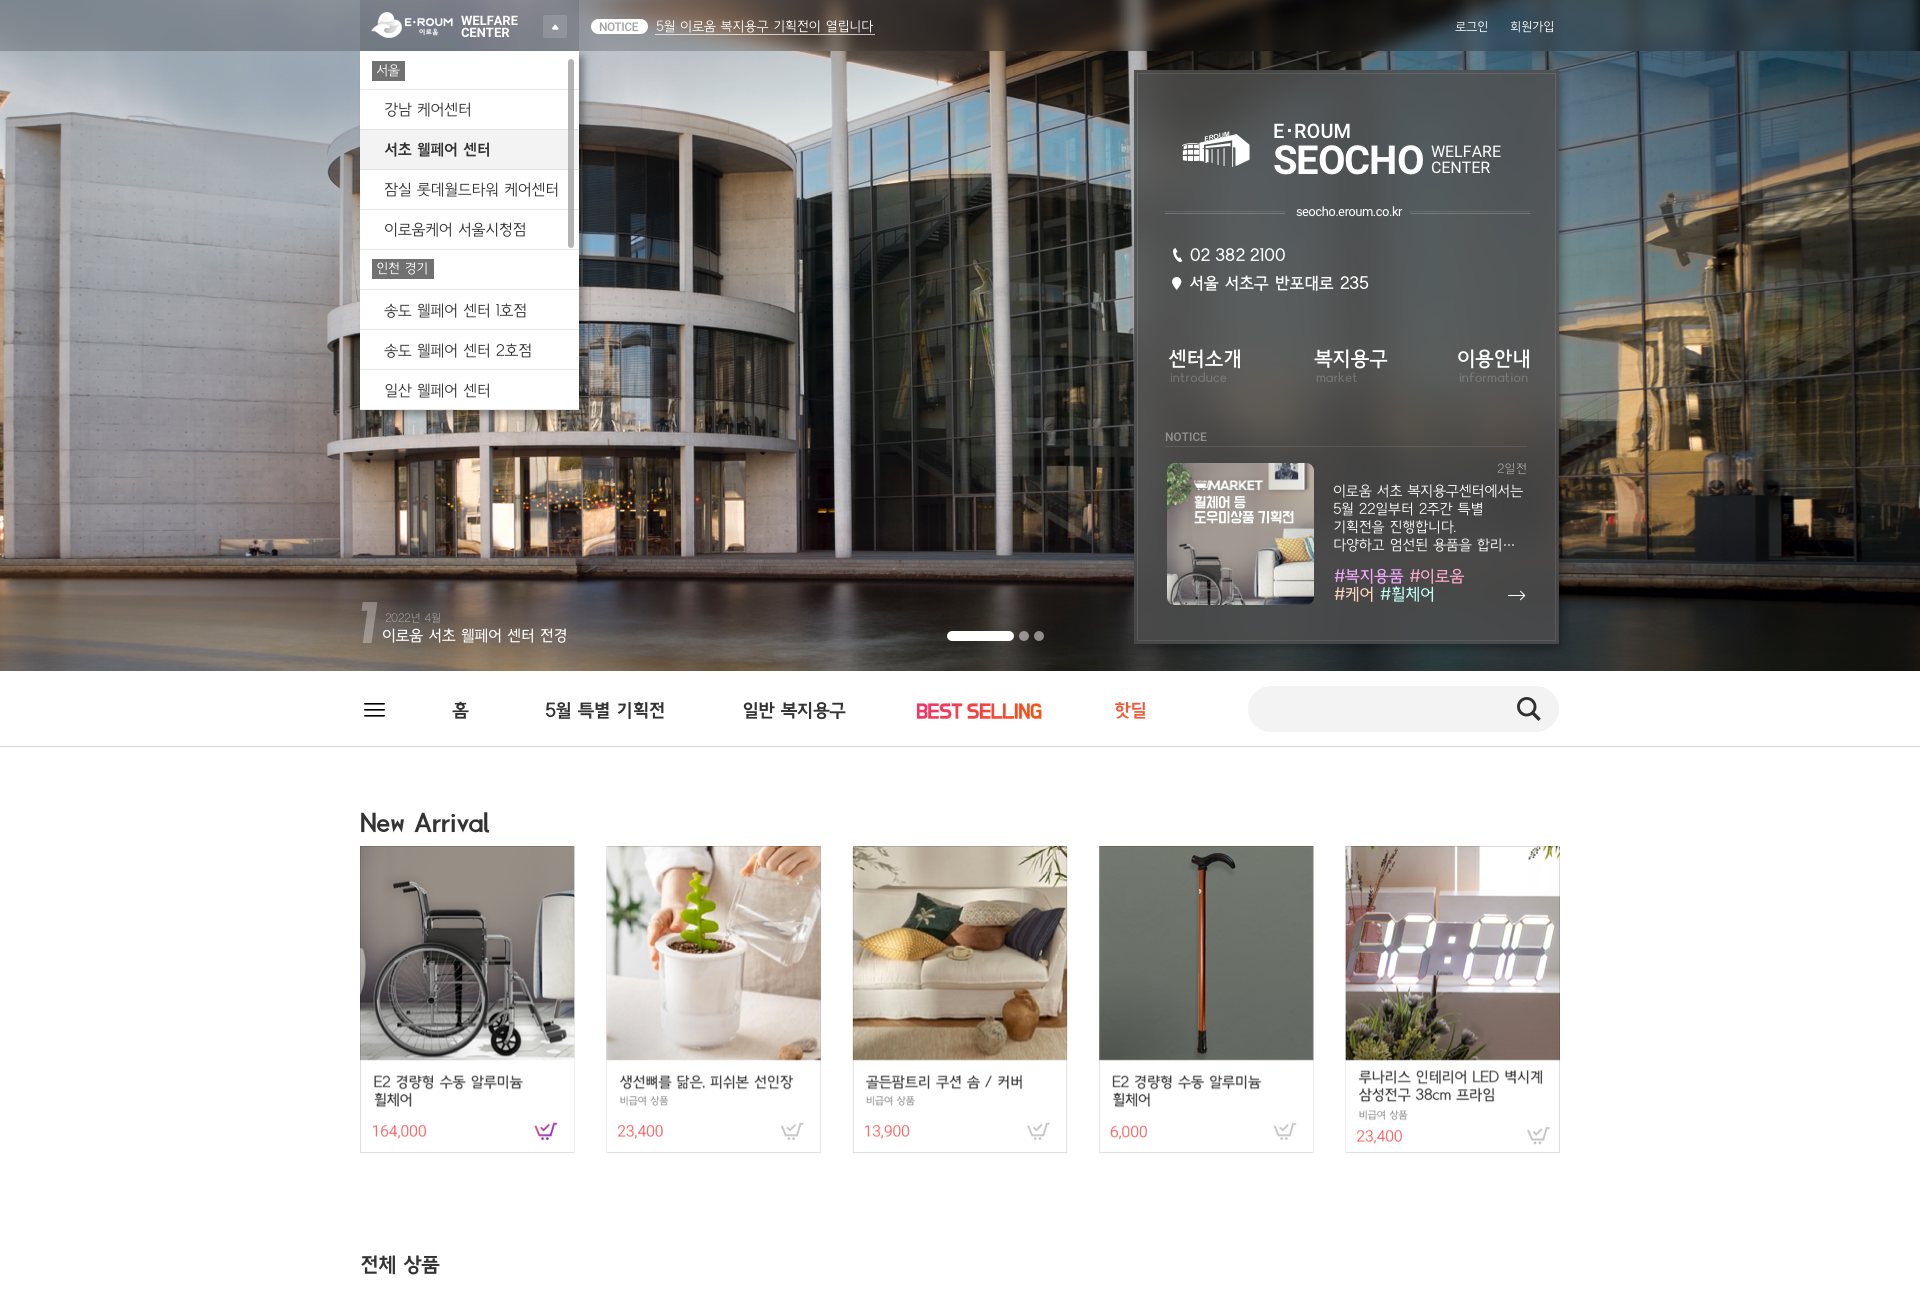 E·ROUM
이로움
WELFARE
CENTER
NOTICE
5월 이로움 복지용구 기획전이 열립니다
로그인
회원가입
서울
강남 케어센터
서초 웰페어 센터
잠실 롯데월드타워 케어센터
이로움케어 서울시청점
인천 경기
송도 웰페어 센터 1호점
송도 웰페어 센터 2호점
일산 웰페어 센터
EROUM
E·ROUM
SEOCHO
WELFARE
CENTER
seocho.eroum.co.kr
02 382 2100
서울 서초구 반포대로 235
센터소개
introduce
복지용구
market
이용안내
information
NOTICE
MARKET
휠체어 등
도우미상품 기획전
2일전
이로움 서초 복지용구센터에서는
5월 22일부터 2주간 특별
기획전을 진행합니다.
다양하고 엄선된 용품을 합리…
#복지용품 #이로움
#케어 #휠체어
1
2022년 4월
이로움 서초 웰페어 센터 전경
홈
5월 특별 기획전
일반 복지용구
BEST SELLING
핫딜
New Arrival
E2 경량형 수동 알루미늄
휠체어
164,000
생선뼈를 닮은, 피쉬본 선인장
비급여 상품
23,400
골든팜트리 쿠션 솜 / 커버
비급여 상품
13,900
E2 경량형 수동 알루미늄
휠체어
6,000
루나리스 인테리어 LED 벽시계
삼성전구 38cm 프라임
비급여 상품
23,400
전체 상품